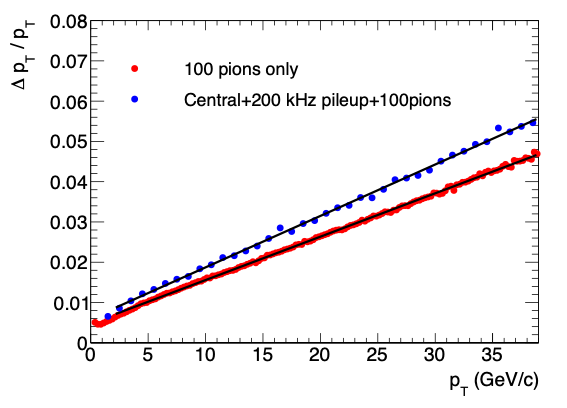 Δ p_T / p_T
0.08
0.07
0.06
0.05
0.04
0.03
0.02
0.01
0
100 pions only
Central+200 kHz pileup+100pions
0 5 10 15 20 25 30 35
p_T (GeV/c)